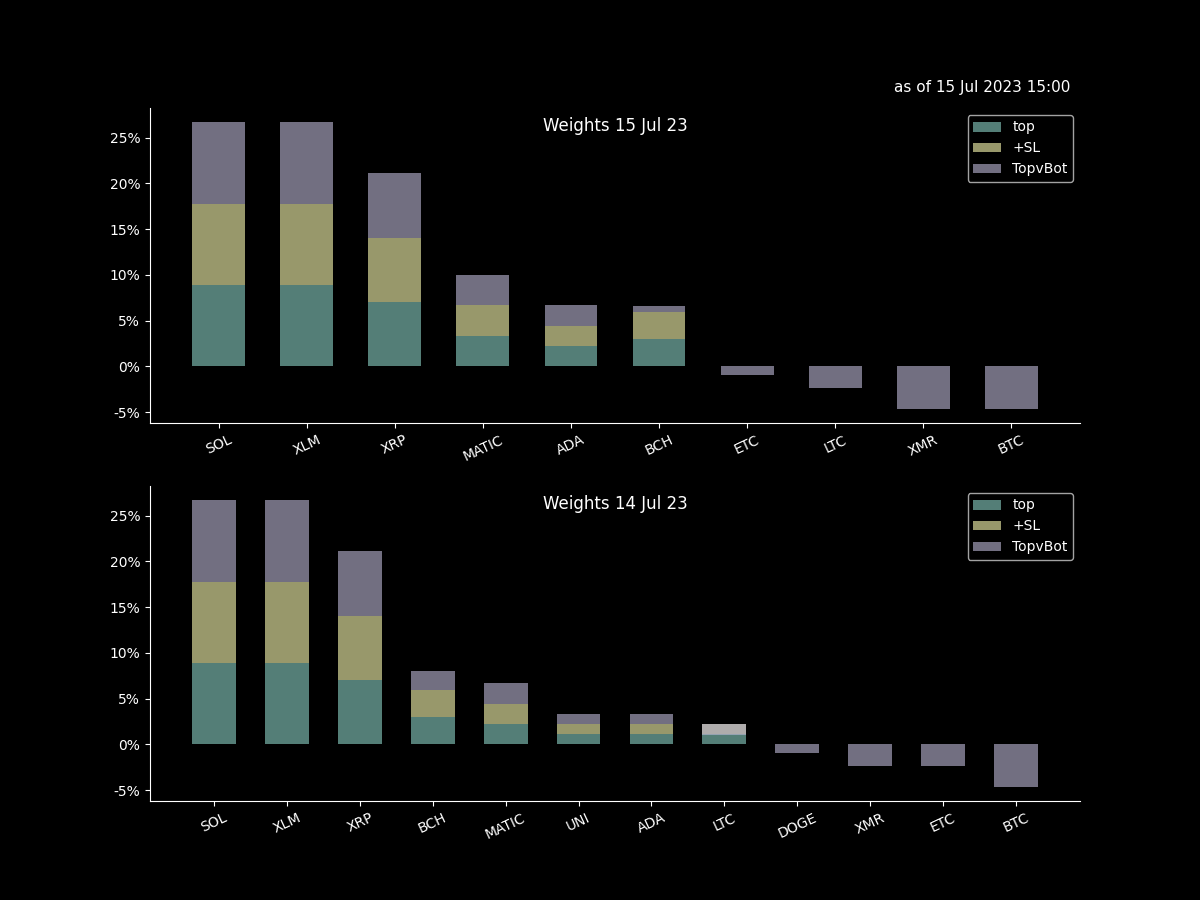 as of 15 Jul 2023 15:00
Weights 15 Jul 23
top
+SL
TopvBot
25%
20%
15%
10%
5%
0%
-5%
SOL XLM XRP MATIC ADA BCH ETC LTC XMR BTC
Weights 14 Jul 23
top
+SL
TopvBot
25%
20%
15%
10%
5%
0%
-5%
SOL XLM XRP BCH MATIC UNI ADA LTC DOGE XMR ETC BTC